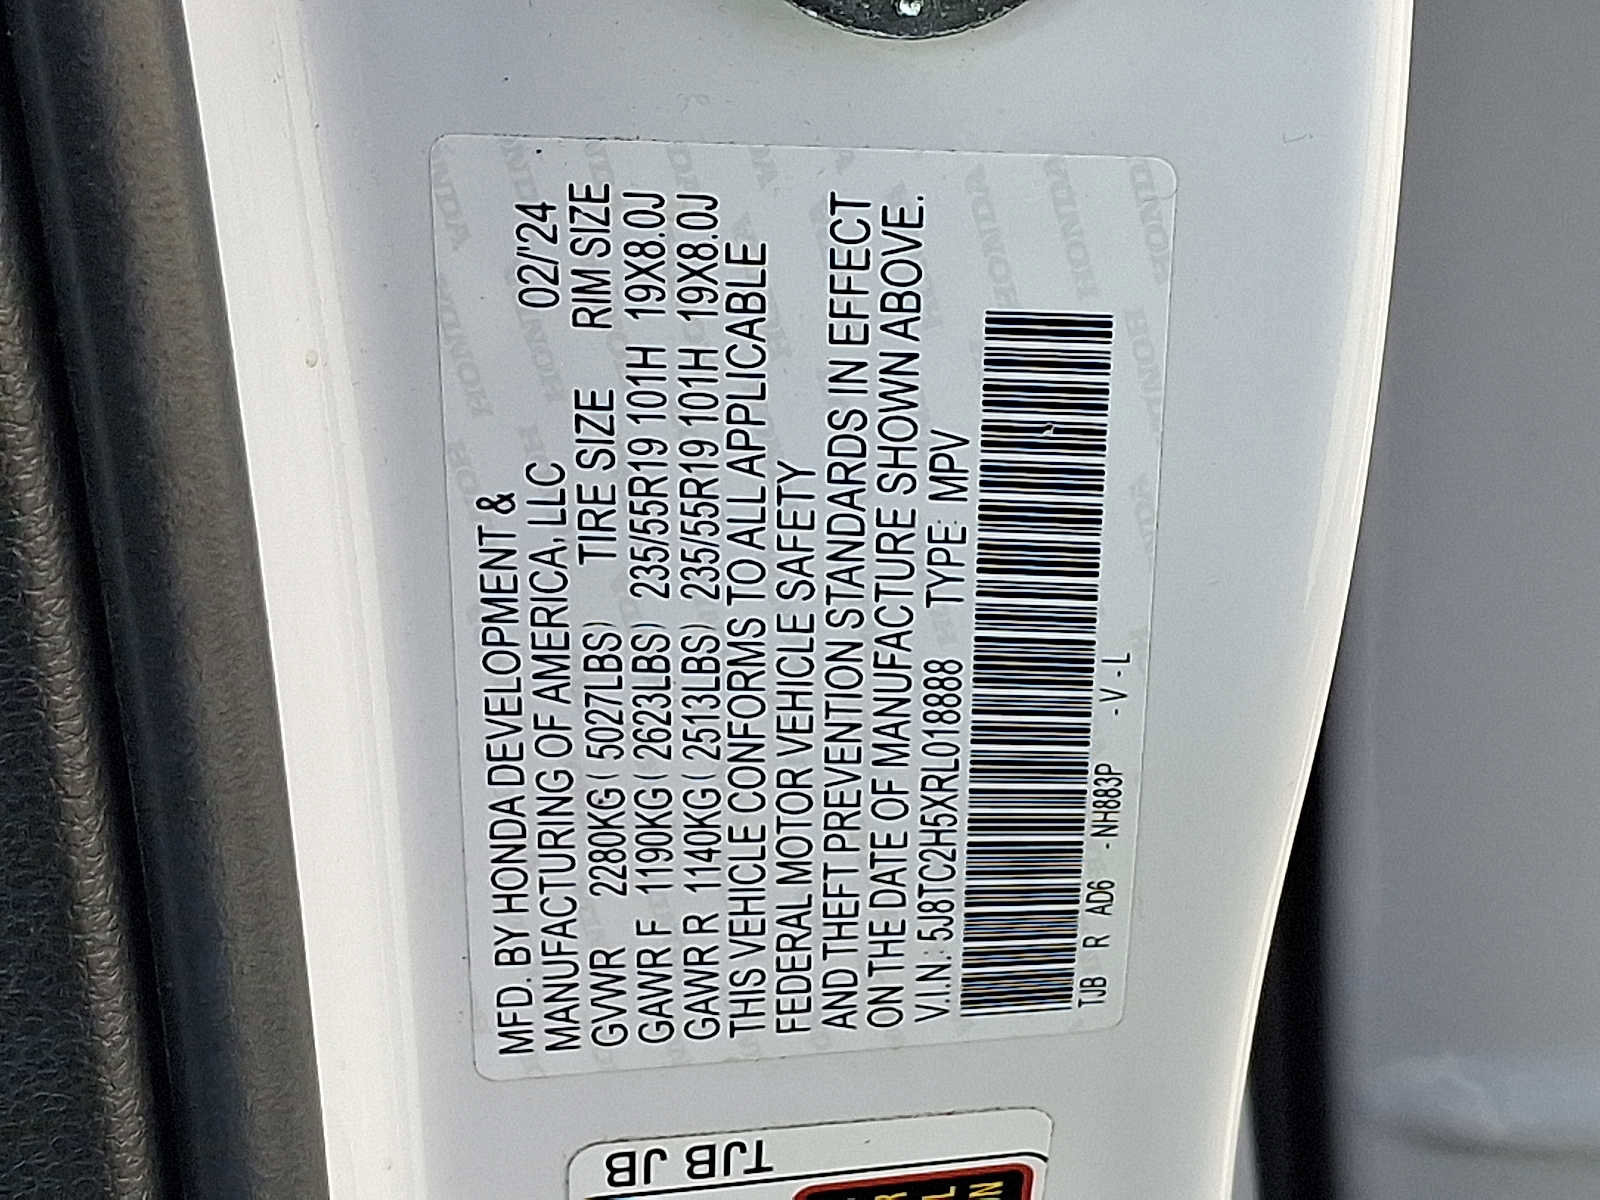 MFD. BY HONDA DEVELOPMENT &
MANUFACTURING OF AMERICA, LLC 02/'24
GVWR 2280KG ( 5027LBS) TIRE SIZE RIM SIZE
GAWR F 1190KG ( 2623LBS) 235/55R19 101H 19X8.0J
GAWR R 1140KG ( 2513LBS) 235/55R19 101H 19X8.0J
THIS VEHICLE CONFORMS TO ALL APPLICABLE
FEDERAL MOTOR VEHICLE SAFETY
AND THEFT PREVENTION STANDARDS IN EFFECT
ON THE DATE OF MANUFACTURE SHOWN ABOVE.
V.I.N.: 5J8TC2H5XRL018888 TYPE: MPV
TJB R AD6 -NH883P -V-L
TJB JB